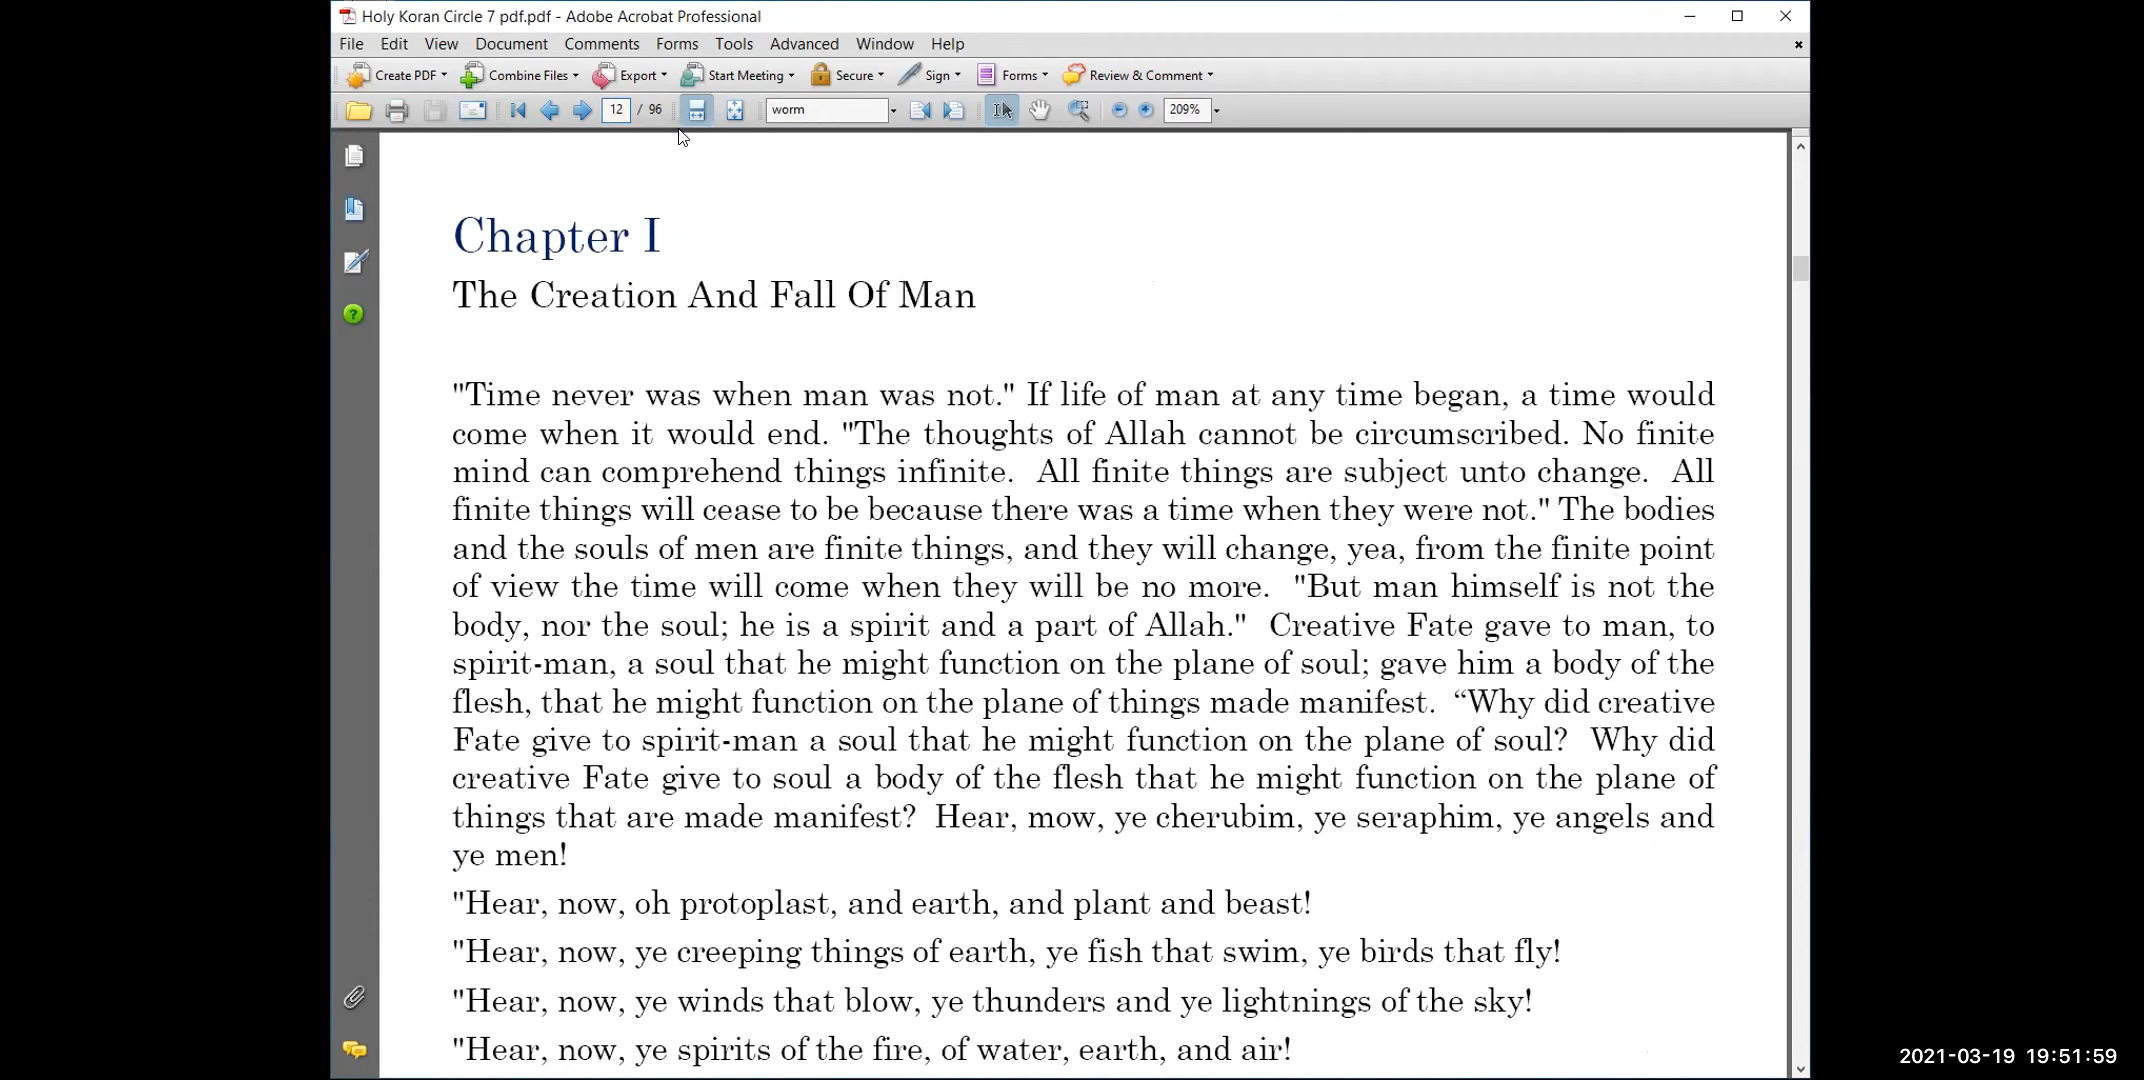 Holy Koran Circle 7 pdf.pdf - Adobe Acrobat Professional
File Edit View Document Comments Forms Tools Advanced Window Help
Create PDF Combine Files Export Start Meeting Secure Sign Forms Review & Comment
12 / 96 worm 209%
Chapter I
The Creation And Fall Of Man
"Time never was when man was not." If life of man at any time began, a time would
come when it would end. "The thoughts of Allah cannot be circumscribed. No finite
mind can comprehend things infinite.  All finite things are subject unto change.  All
finite things will cease to be because there was a time when they were not." The bodies
and the souls of men are finite things, and they will change, yea, from the finite point
of view the time will come when they will be no more.  "But man himself is not the
body, nor the soul; he is a spirit and a part of Allah."  Creative Fate gave to man, to
spirit-man, a soul that he might function on the plane of soul; gave him a body of the
flesh, that he might function on the plane of things made manifest.  “Why did creative
Fate give to spirit-man a soul that he might function on the plane of soul?  Why did
creative Fate give to soul a body of the flesh that he might function on the plane of
things that are made manifest?  Hear, mow, ye cherubim, ye seraphim, ye angels and
ye men!
"Hear, now, oh protoplast, and earth, and plant and beast!
"Hear, now, ye creeping things of earth, ye fish that swim, ye birds that fly!
"Hear, now, ye winds that blow, ye thunders and ye lightnings of the sky!
"Hear, now, ye spirits of the fire, of water, earth, and air!
2021-03-19 19:51:59